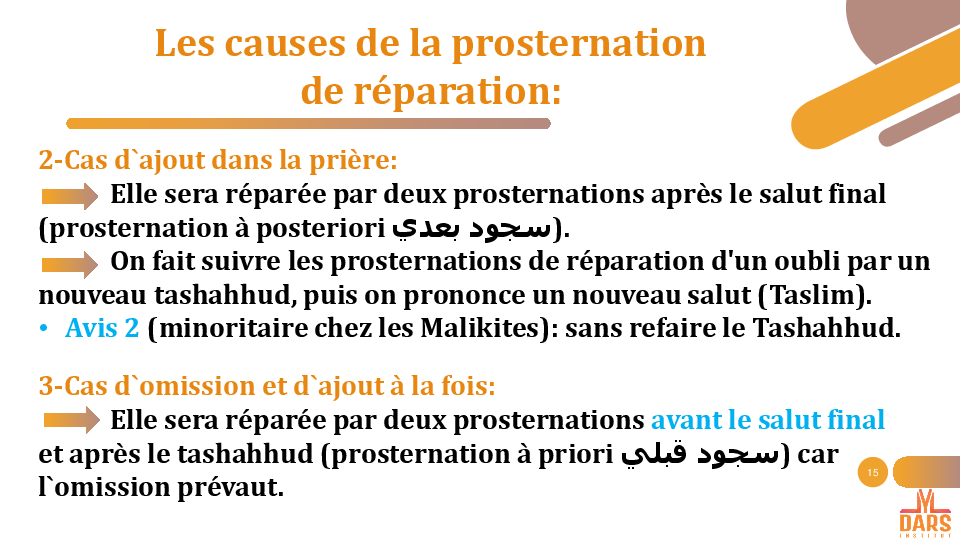 Les causes de la prosternation
de réparation:
2-Cas d`ajout dans la prière:
Elle sera réparée par deux prosternations après le salut final
(prosternation à posteriori سجود بعدي).
On fait suivre les prosternations de réparation d'un oubli par un
nouveau tashahhud, puis on prononce un nouveau salut (Taslim).
• Avis 2 (minoritaire chez les Malikites): sans refaire le Tashahhud.
3-Cas d`omission et d`ajout à la fois:
Elle sera réparée par deux prosternations avant le salut final
et après le tashahhud (prosternation à priori سجود قبلي) car
l`omission prévaut.
15
DARS
INSTITUT